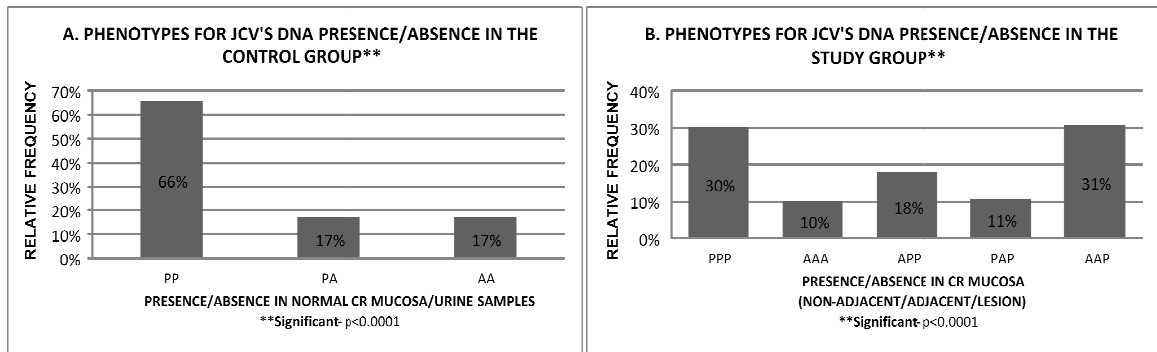 A. PHENOTYPES FOR JCV'S DNA PRESENCE/ABSENCE IN THE
CONTROL GROUP**
RELATIVE FREQUENCY
70%
60%
50%
40%
30%
20%
10%
0%
66%
17%
17%
PP
PA
AA
PRESENCE/ABSENCE IN NORMAL CR MUCOSA/URINE SAMPLES
**Significant- p<0.0001
B. PHENOTYPES FOR JCV'S DNA PRESENCE/ABSENCE IN THE
STUDY GROUP**
RELATIVE FREQUENCY
40%
30%
20%
10%
0%
30%
10%
18%
11%
31%
PPP
AAA
APP
PAP
AAP
PRESENCE/ABSENCE IN CR MUCOSA
(NON-ADJACENT/ADJACENT/LESION)
**Significant- p<0.0001